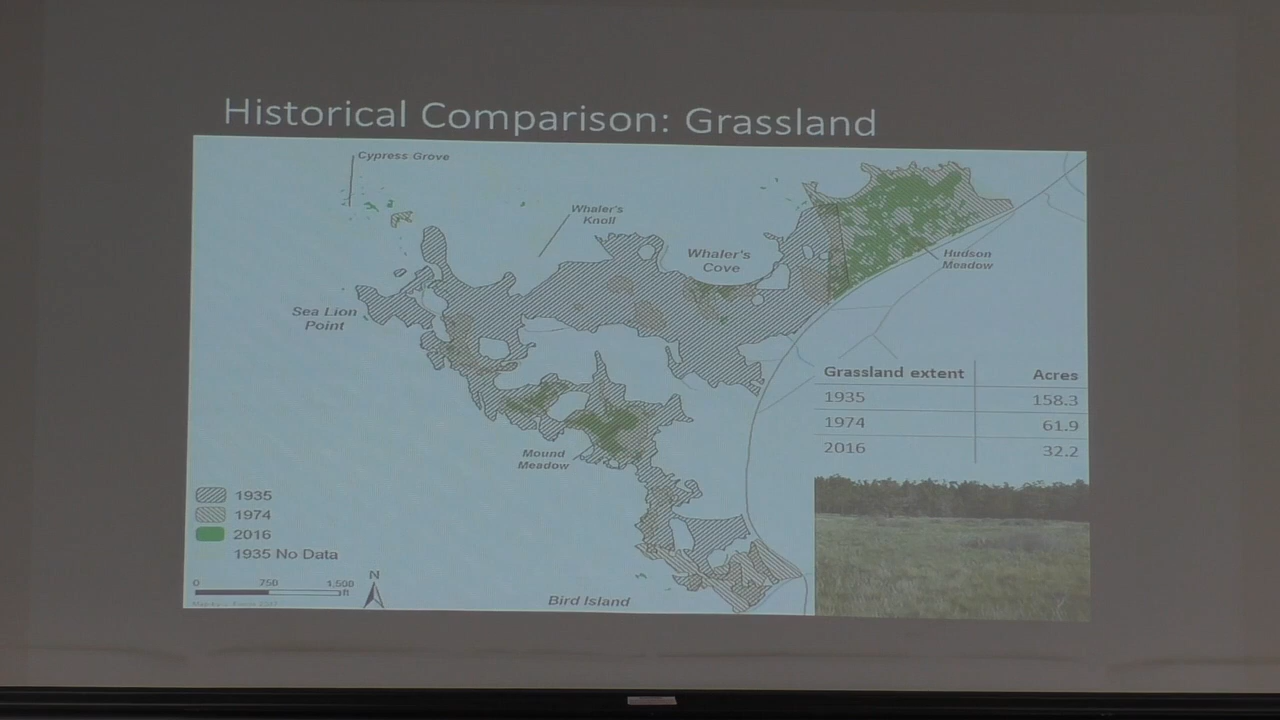 Historical Comparison: Grassland
Cypress Grove
Whaler's
Knoll
Whaler's
Cove
Hudson
Meadow
Sea Lion
Point
Grassland extent Acres
1935 158.3
1974 61.9
2016 32.2
Mound
Meadow
1935
1974
2016
1935 No Data
0 750 1,500
ft
N
Bird Island